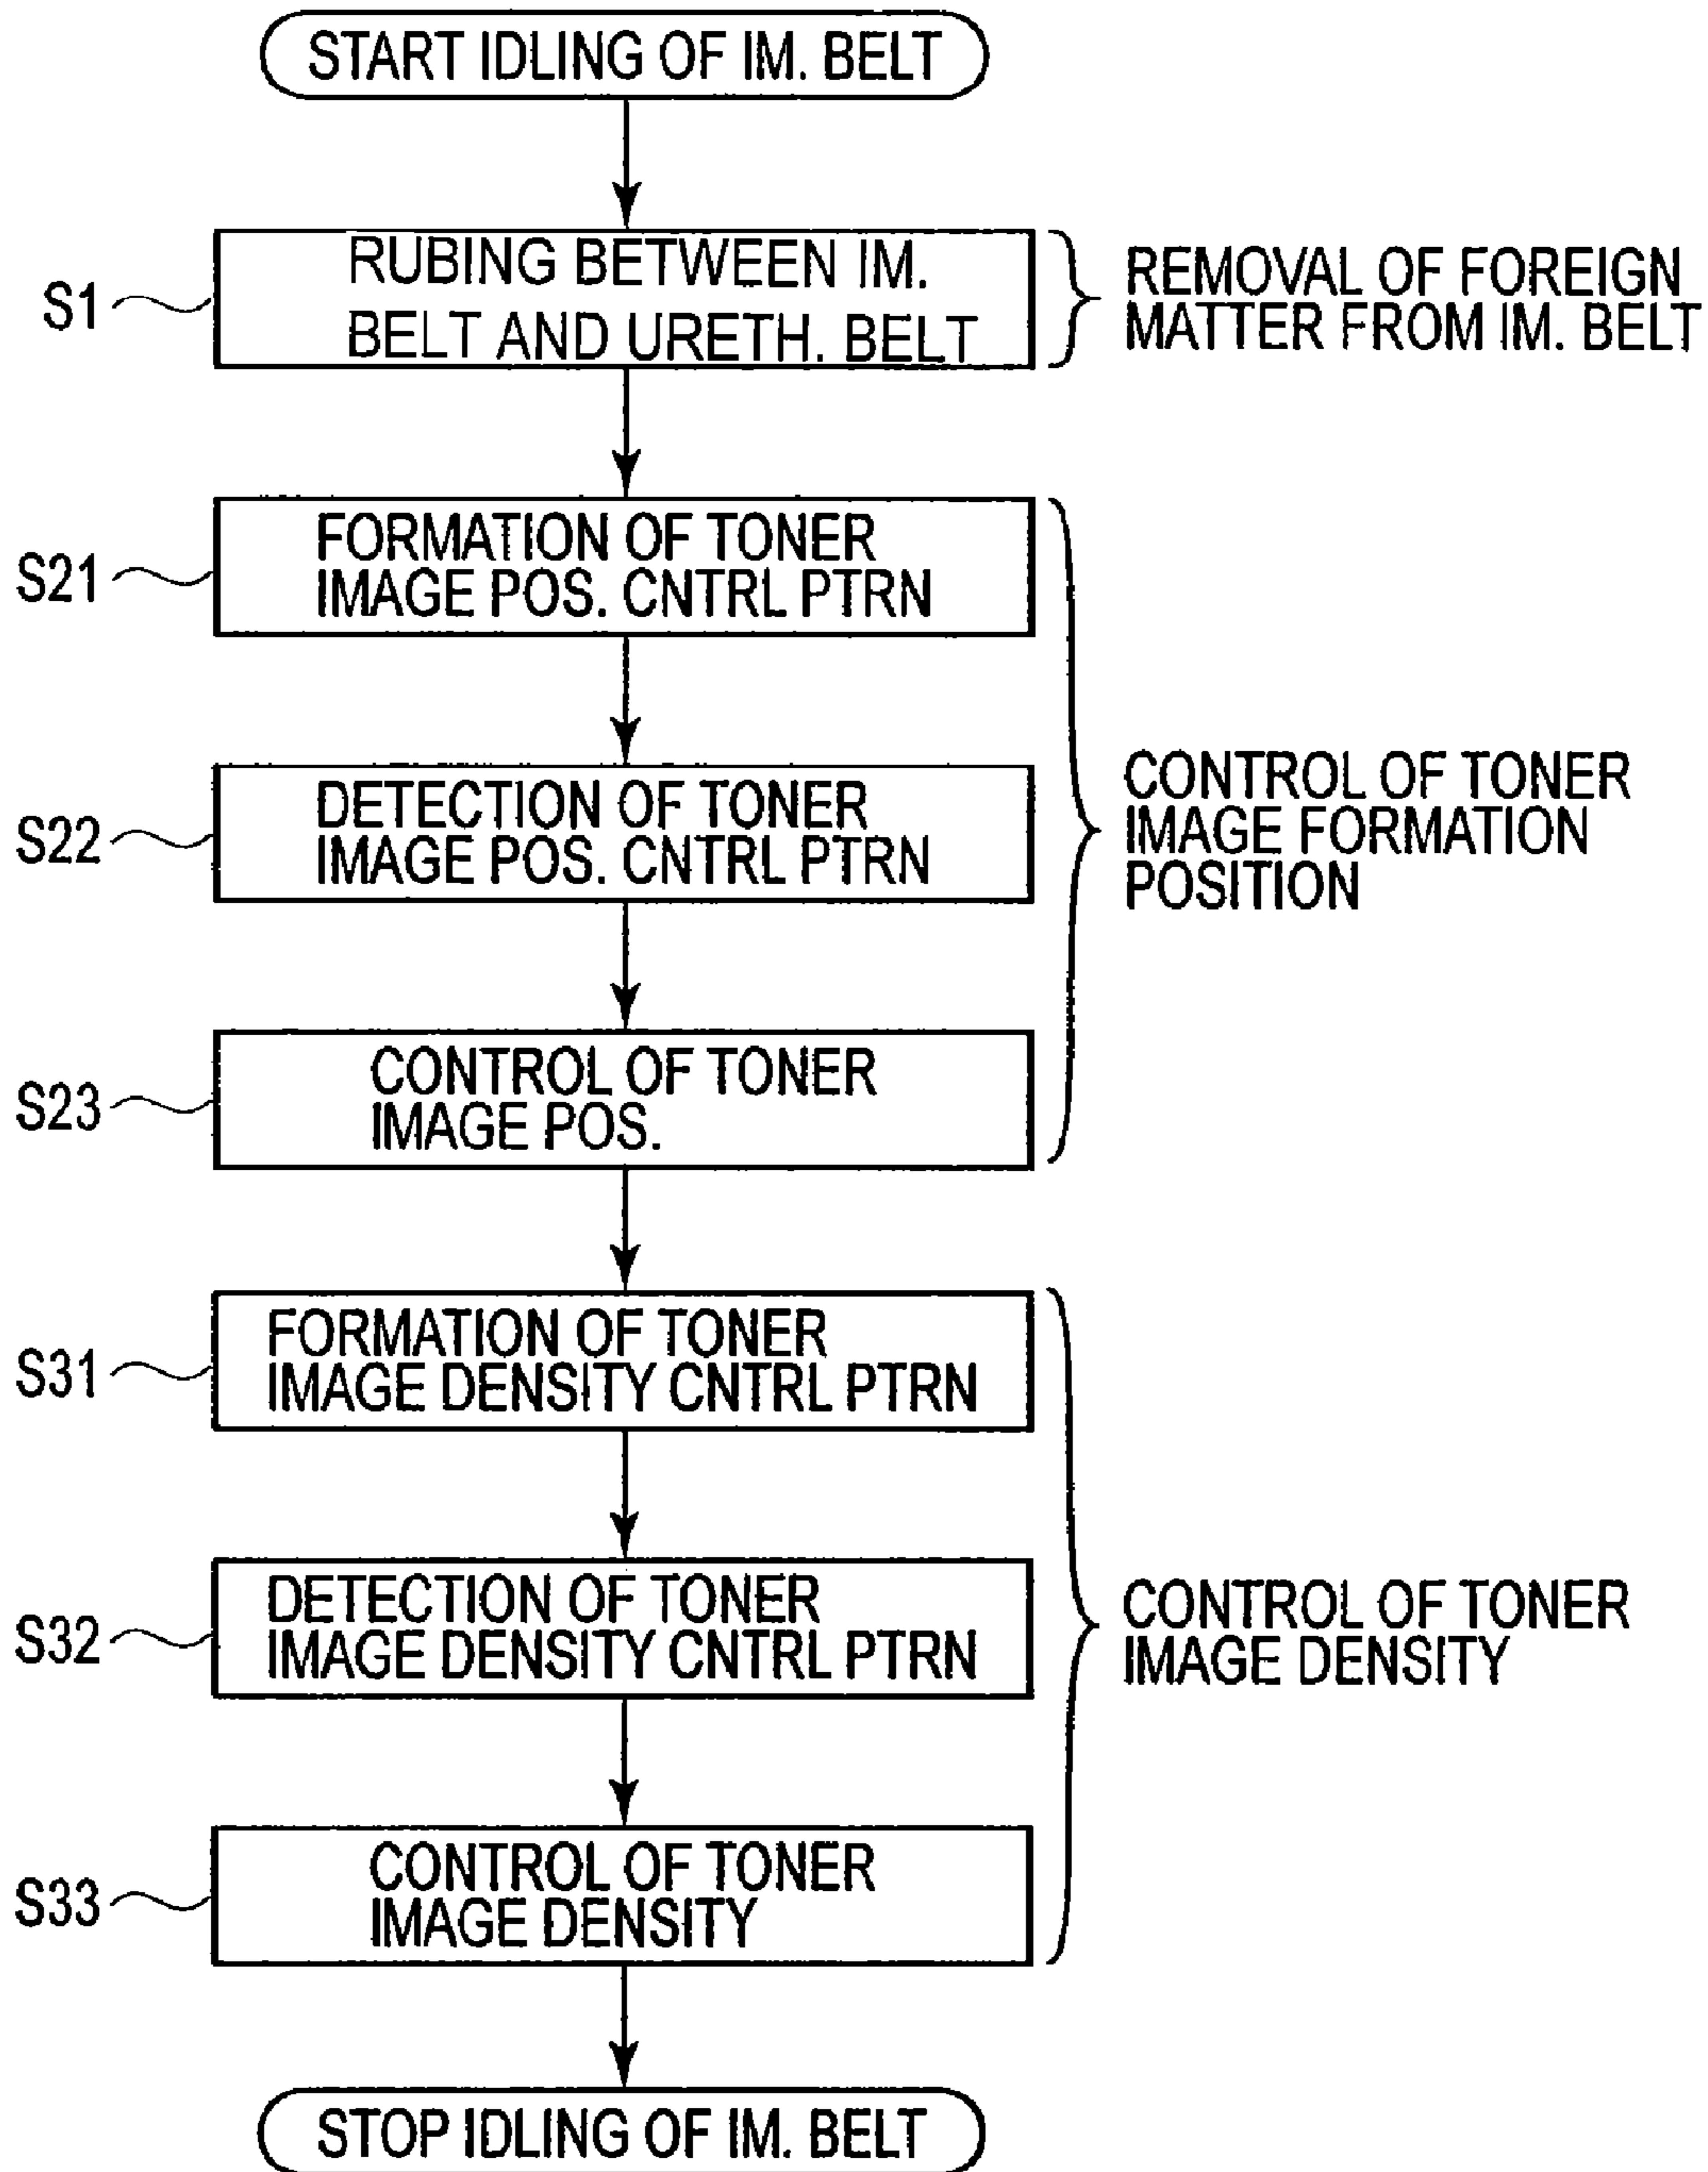 START IDLING OF IM. BELT
S1
RUBING BETWEEN IM.
BELT AND URETH. BELT
REMOVAL OF FOREIGN
MATTER FROM IM. BELT
S21
FORMATION OF TONER
IMAGE POS. CNTRL PTRN
S22
DETECTION OF TONER
IMAGE POS. CNTRL PTRN
CONTROL OF TONER
IMAGE FORMATION
POSITION
S23
CONTROL OF TONER
IMAGE POS.
S31
FORMATION OF TONER
IMAGE DENSITY CNTRL PTRN
S32
DETECTION OF TONER
IMAGE DENSITY CNTRL PTRN
CONTROL OF TONER
IMAGE DENSITY
S33
CONTROL OF TONER
IMAGE DENSITY
STOP IDLING OF IM. BELT